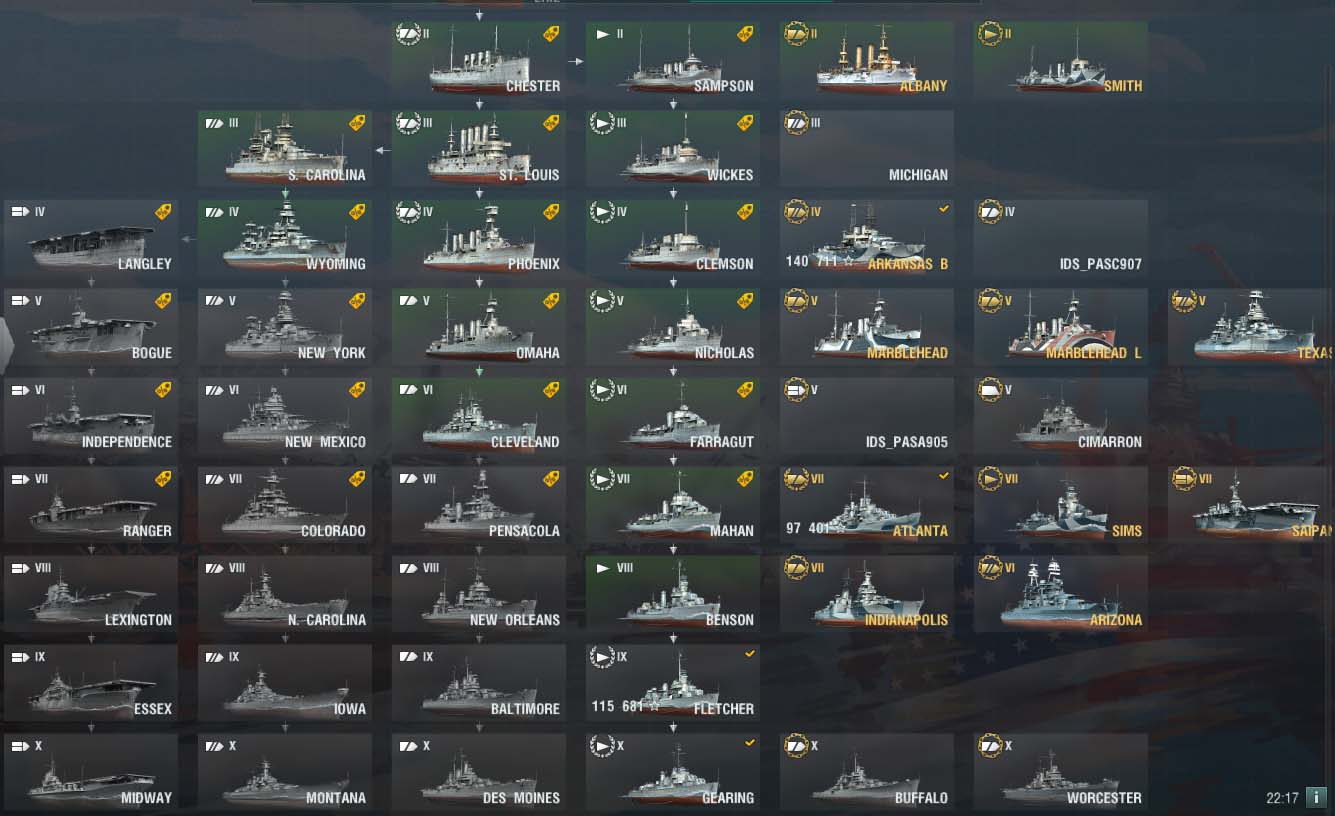 II
CHESTER
II
SAMPSON
II
ALBANY
II
SMITH
III
S. CAROLINA
III
ST. LOUIS
III
WICKES
III
MICHIGAN
IV
LANGLEY
IV
WYOMING
IV
PHOENIX
IV
CLEMSON
IV
140 711
ARKANSAS B
IV
IDS_PASC907
V
BOGUE
V
NEW YORK
V
OMAHA
V
NICHOLAS
V
MARBLEHEAD
V
MARBLEHEAD L
V
TEXAS
VI
INDEPENDENCE
VI
NEW MEXICO
VI
CLEVELAND
VI
FARRAGUT
V
IDS_PASA905
V
CIMARRON
VII
RANGER
VII
COLORADO
VII
PENSACOLA
VII
MAHAN
VII
97 401
ATLANTA
VII
SIMS
VII
SAIPAN
VIII
LEXINGTON
VIII
N. CAROLINA
VIII
NEW ORLEANS
VIII
BENSON
VII
INDIANAPOLIS
VI
ARIZONA
IX
ESSEX
IX
IOWA
IX
BALTIMORE
IX
115 681
FLETCHER
X
MIDWAY
X
MONTANA
X
DES MOINES
X
GEARING
X
BUFFALO
X
WORCESTER
22:17
i